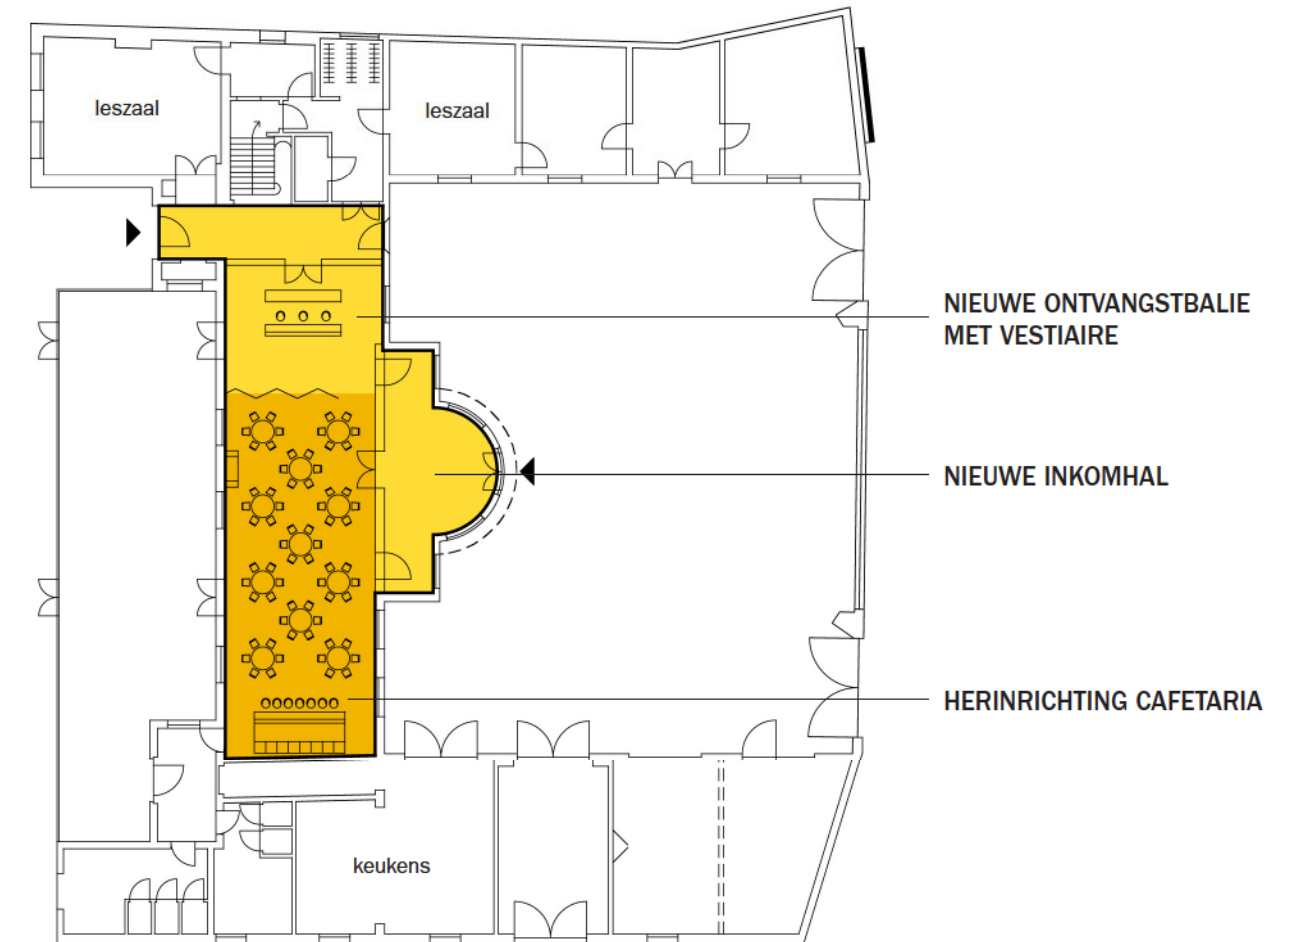 leszaal
leszaal
NIEUWE ONTVANGSTBALIE
MET VESTIAIRE
NIEUWE INKOMHAL
HERINRICHTING CAFETARIA
keukens